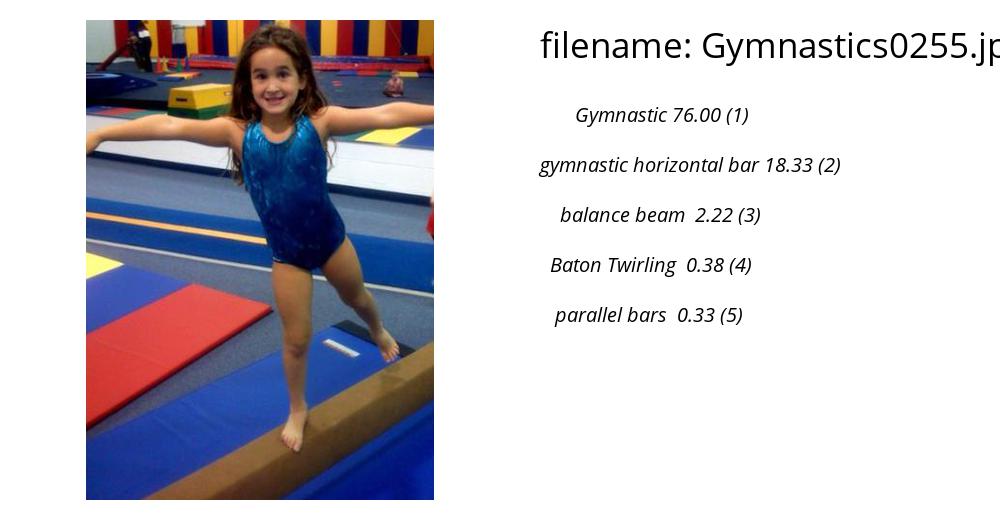 filename: Gymnastics0255.jp
Gymnastic 76.00 (1)
gymnastic horizontal bar 18.33 (2)
balance beam  2.22 (3)
Baton Twirling  0.38 (4)
parallel bars  0.33 (5)